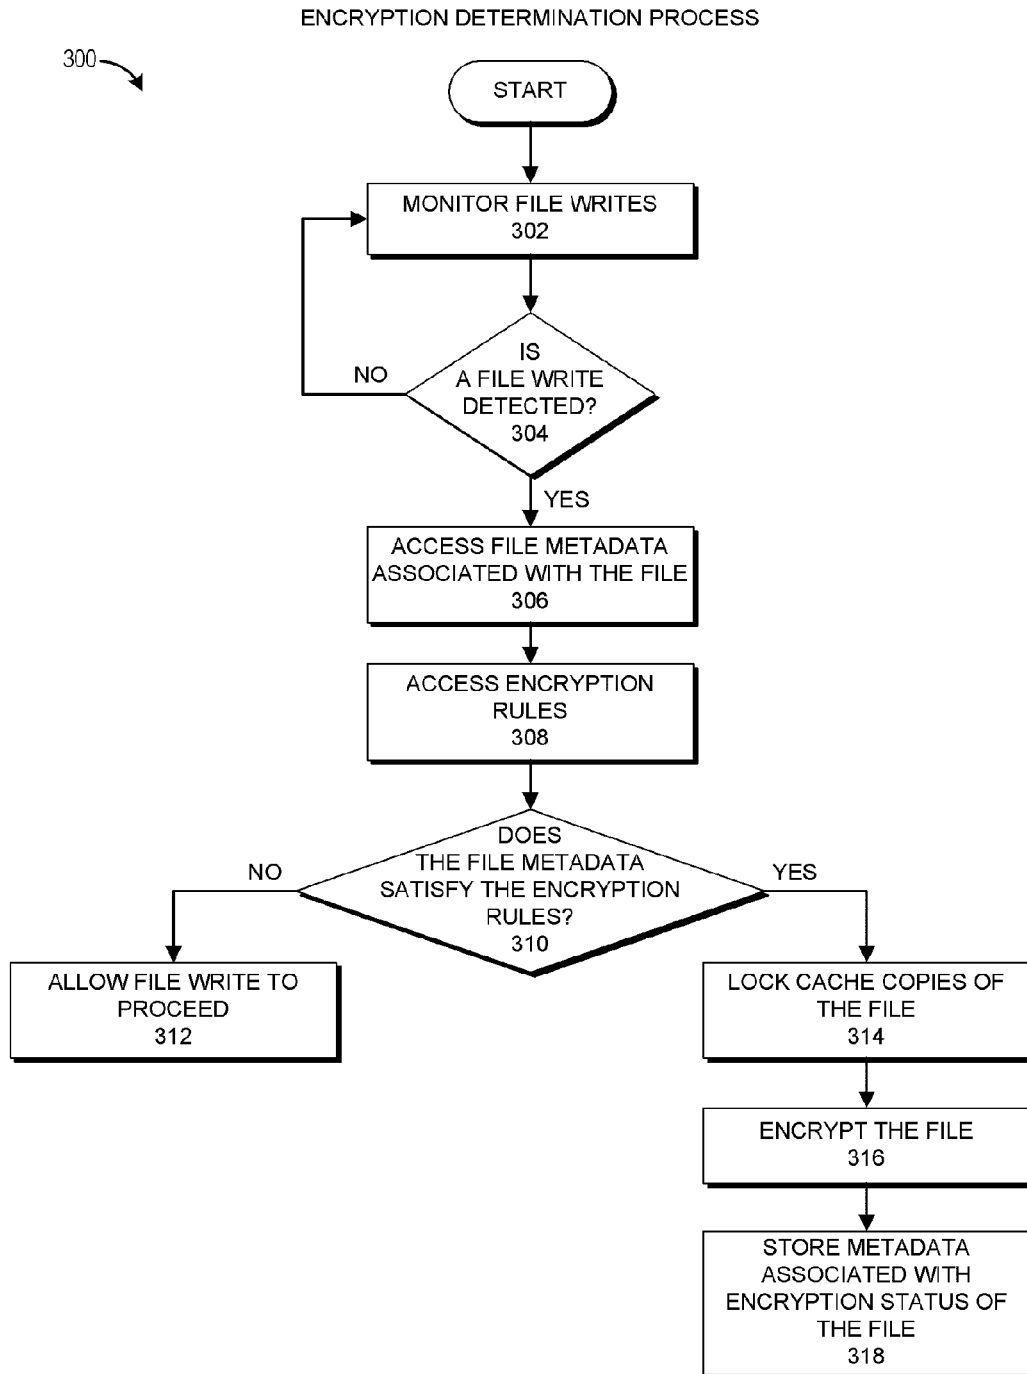 ENCRYPTION DETERMINATION PROCESS
300
START
MONITOR FILE WRITES
302
IS
A FILE WRITE
DETECTED?
304
NO
YES
ACCESS FILE METADATA
ASSOCIATED WITH THE FILE
306
ACCESS ENCRYPTION
RULES
308
DOES
THE FILE METADATA
SATISFY THE ENCRYPTION
RULES?
310
NO
YES
ALLOW FILE WRITE TO
PROCEED
312
LOCK CACHE COPIES OF
THE FILE
314
ENCRYPT THE FILE
316
STORE METADATA
ASSOCIATED WITH
ENCRYPTION STATUS OF
THE FILE
318